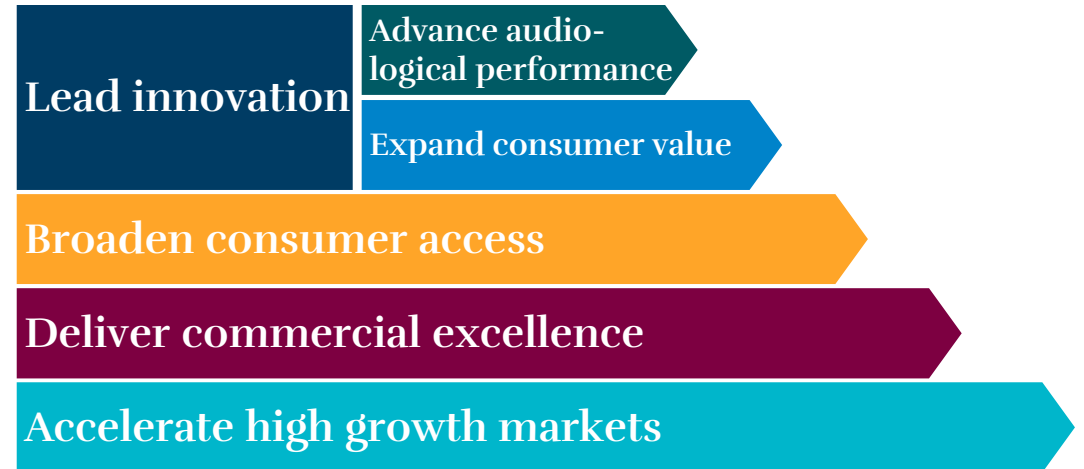 Lead innovation
Advance audio-
logical performance
Expand consumer value
Broaden consumer access
Deliver commercial excellence
Accelerate high growth markets